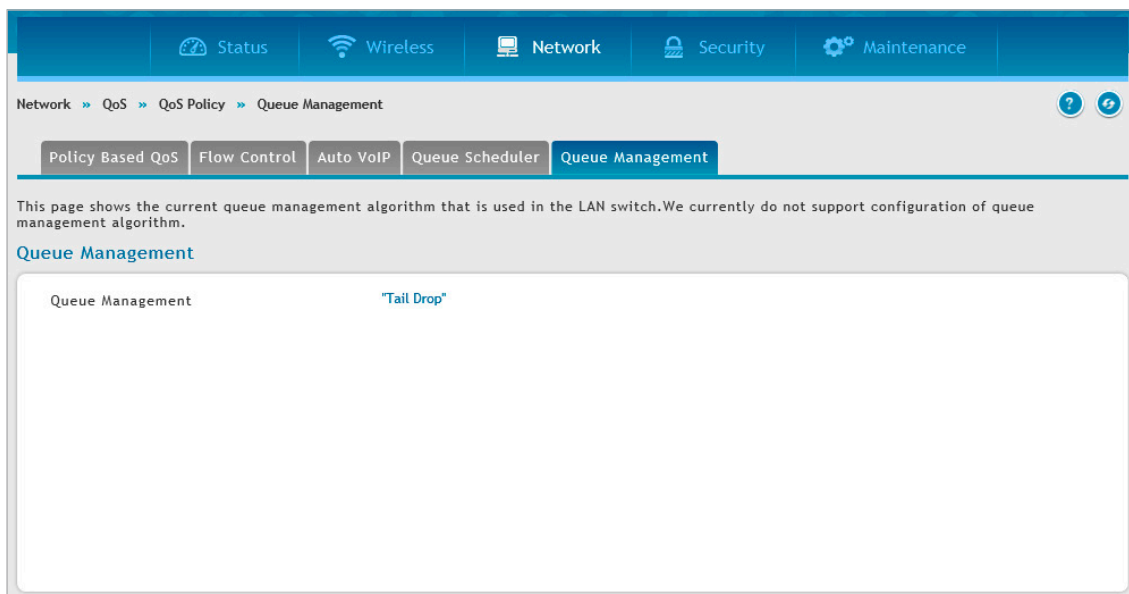 Status Wireless Network Security Maintenance
Network » QoS » QoS Policy » Queue Management
Policy Based QoS Flow Control Auto VoIP Queue Scheduler Queue Management
This page shows the current queue management algorithm that is used in the LAN switch.We currently do not support configuration of queue
management algorithm.
Queue Management
Queue Management "Tail Drop"